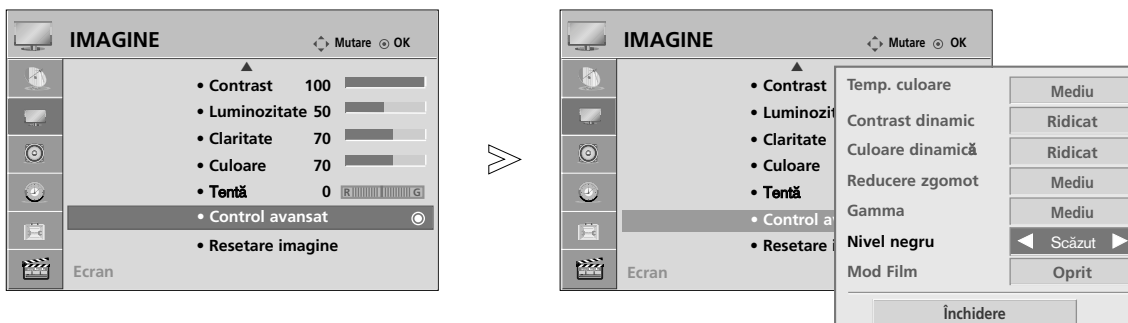 IMAGINE Mutare OK
• Contrast 100
• Luminozitate 50
• Claritate 70
• Culoare 70
• Tentă 0 R G
• Control avansat
• Resetare imagine
Ecran
IMAGINE Mutare OK
• Contrast
• Luminozit
• Claritate
• Culoare
• Tentă
• Control a
• Resetare i
Ecran
Temp. culoare Mediu
Contrast dinamic Ridicat
Culoare dinamică Ridicat
Reducere zgomot Mediu
Gamma Mediu
Nivel negru Scăzut
Mod Film Oprit
Închidere